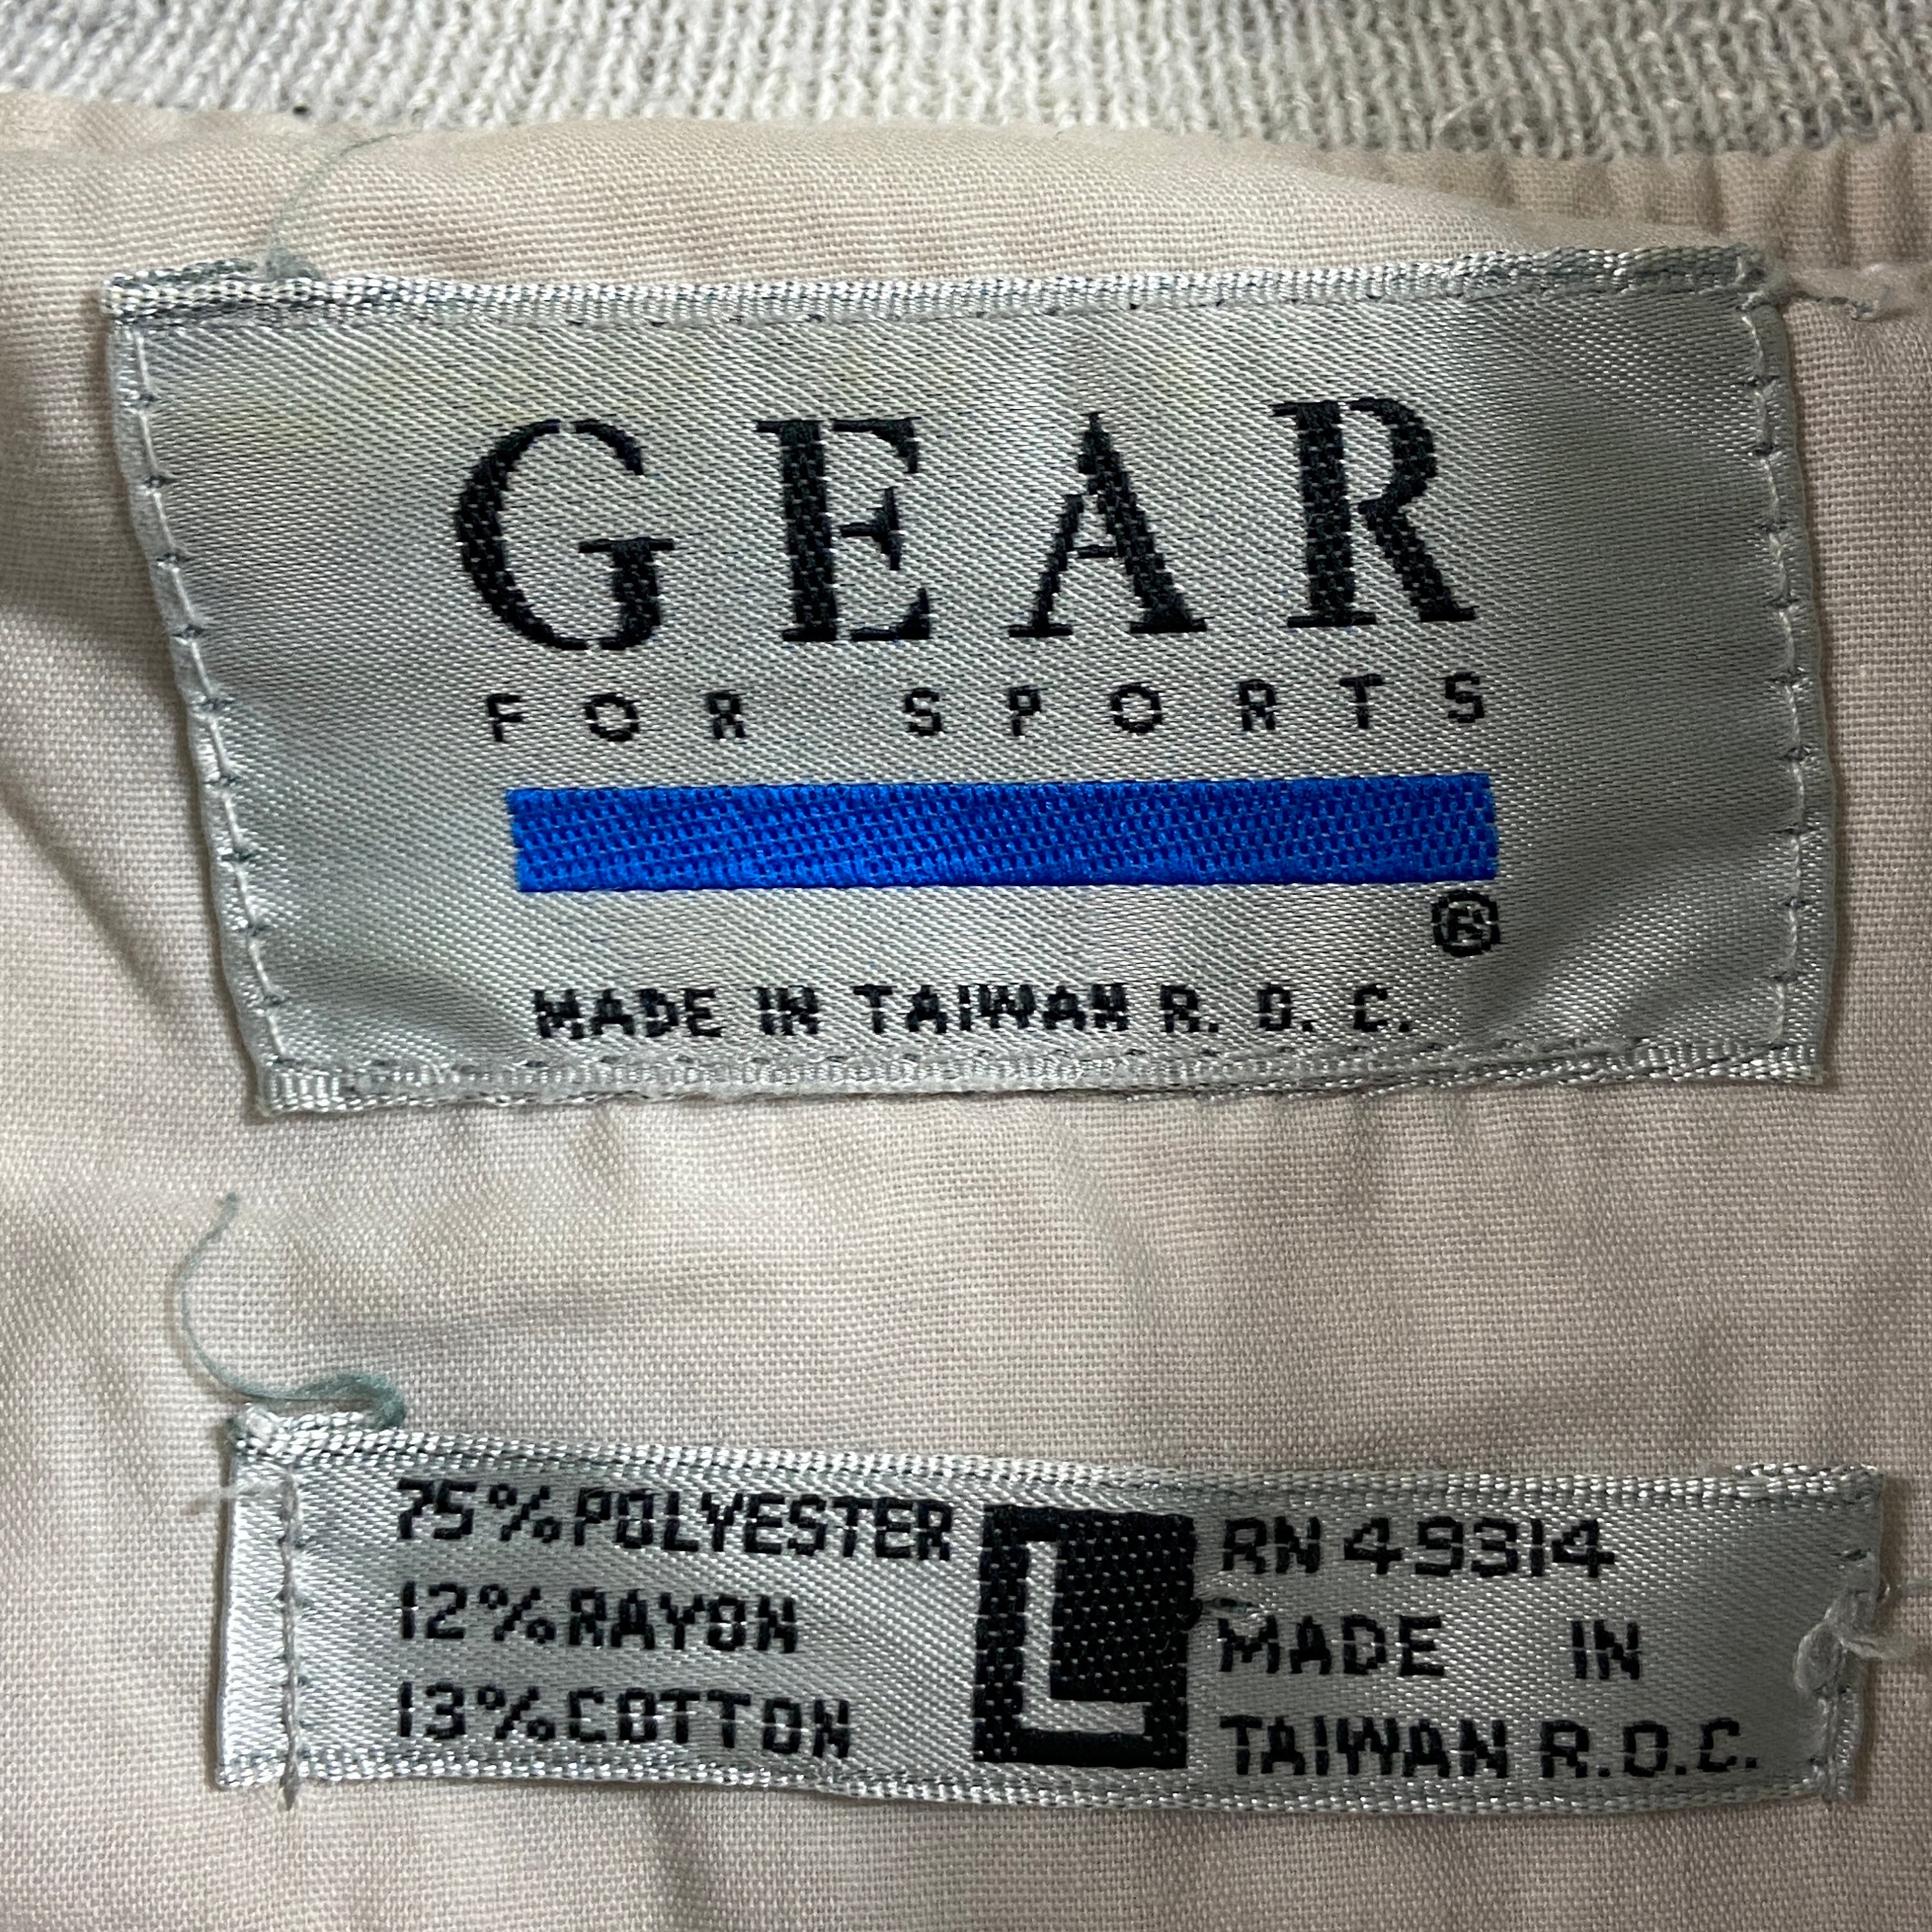 GEAR
FOR SPORTS
®
MADE IN TAIWAN R. O. C.
75% POLYESTER
12% RAYON
13% COTTON
L
RN 49314
MADE IN
TAIWAN R.O.C.